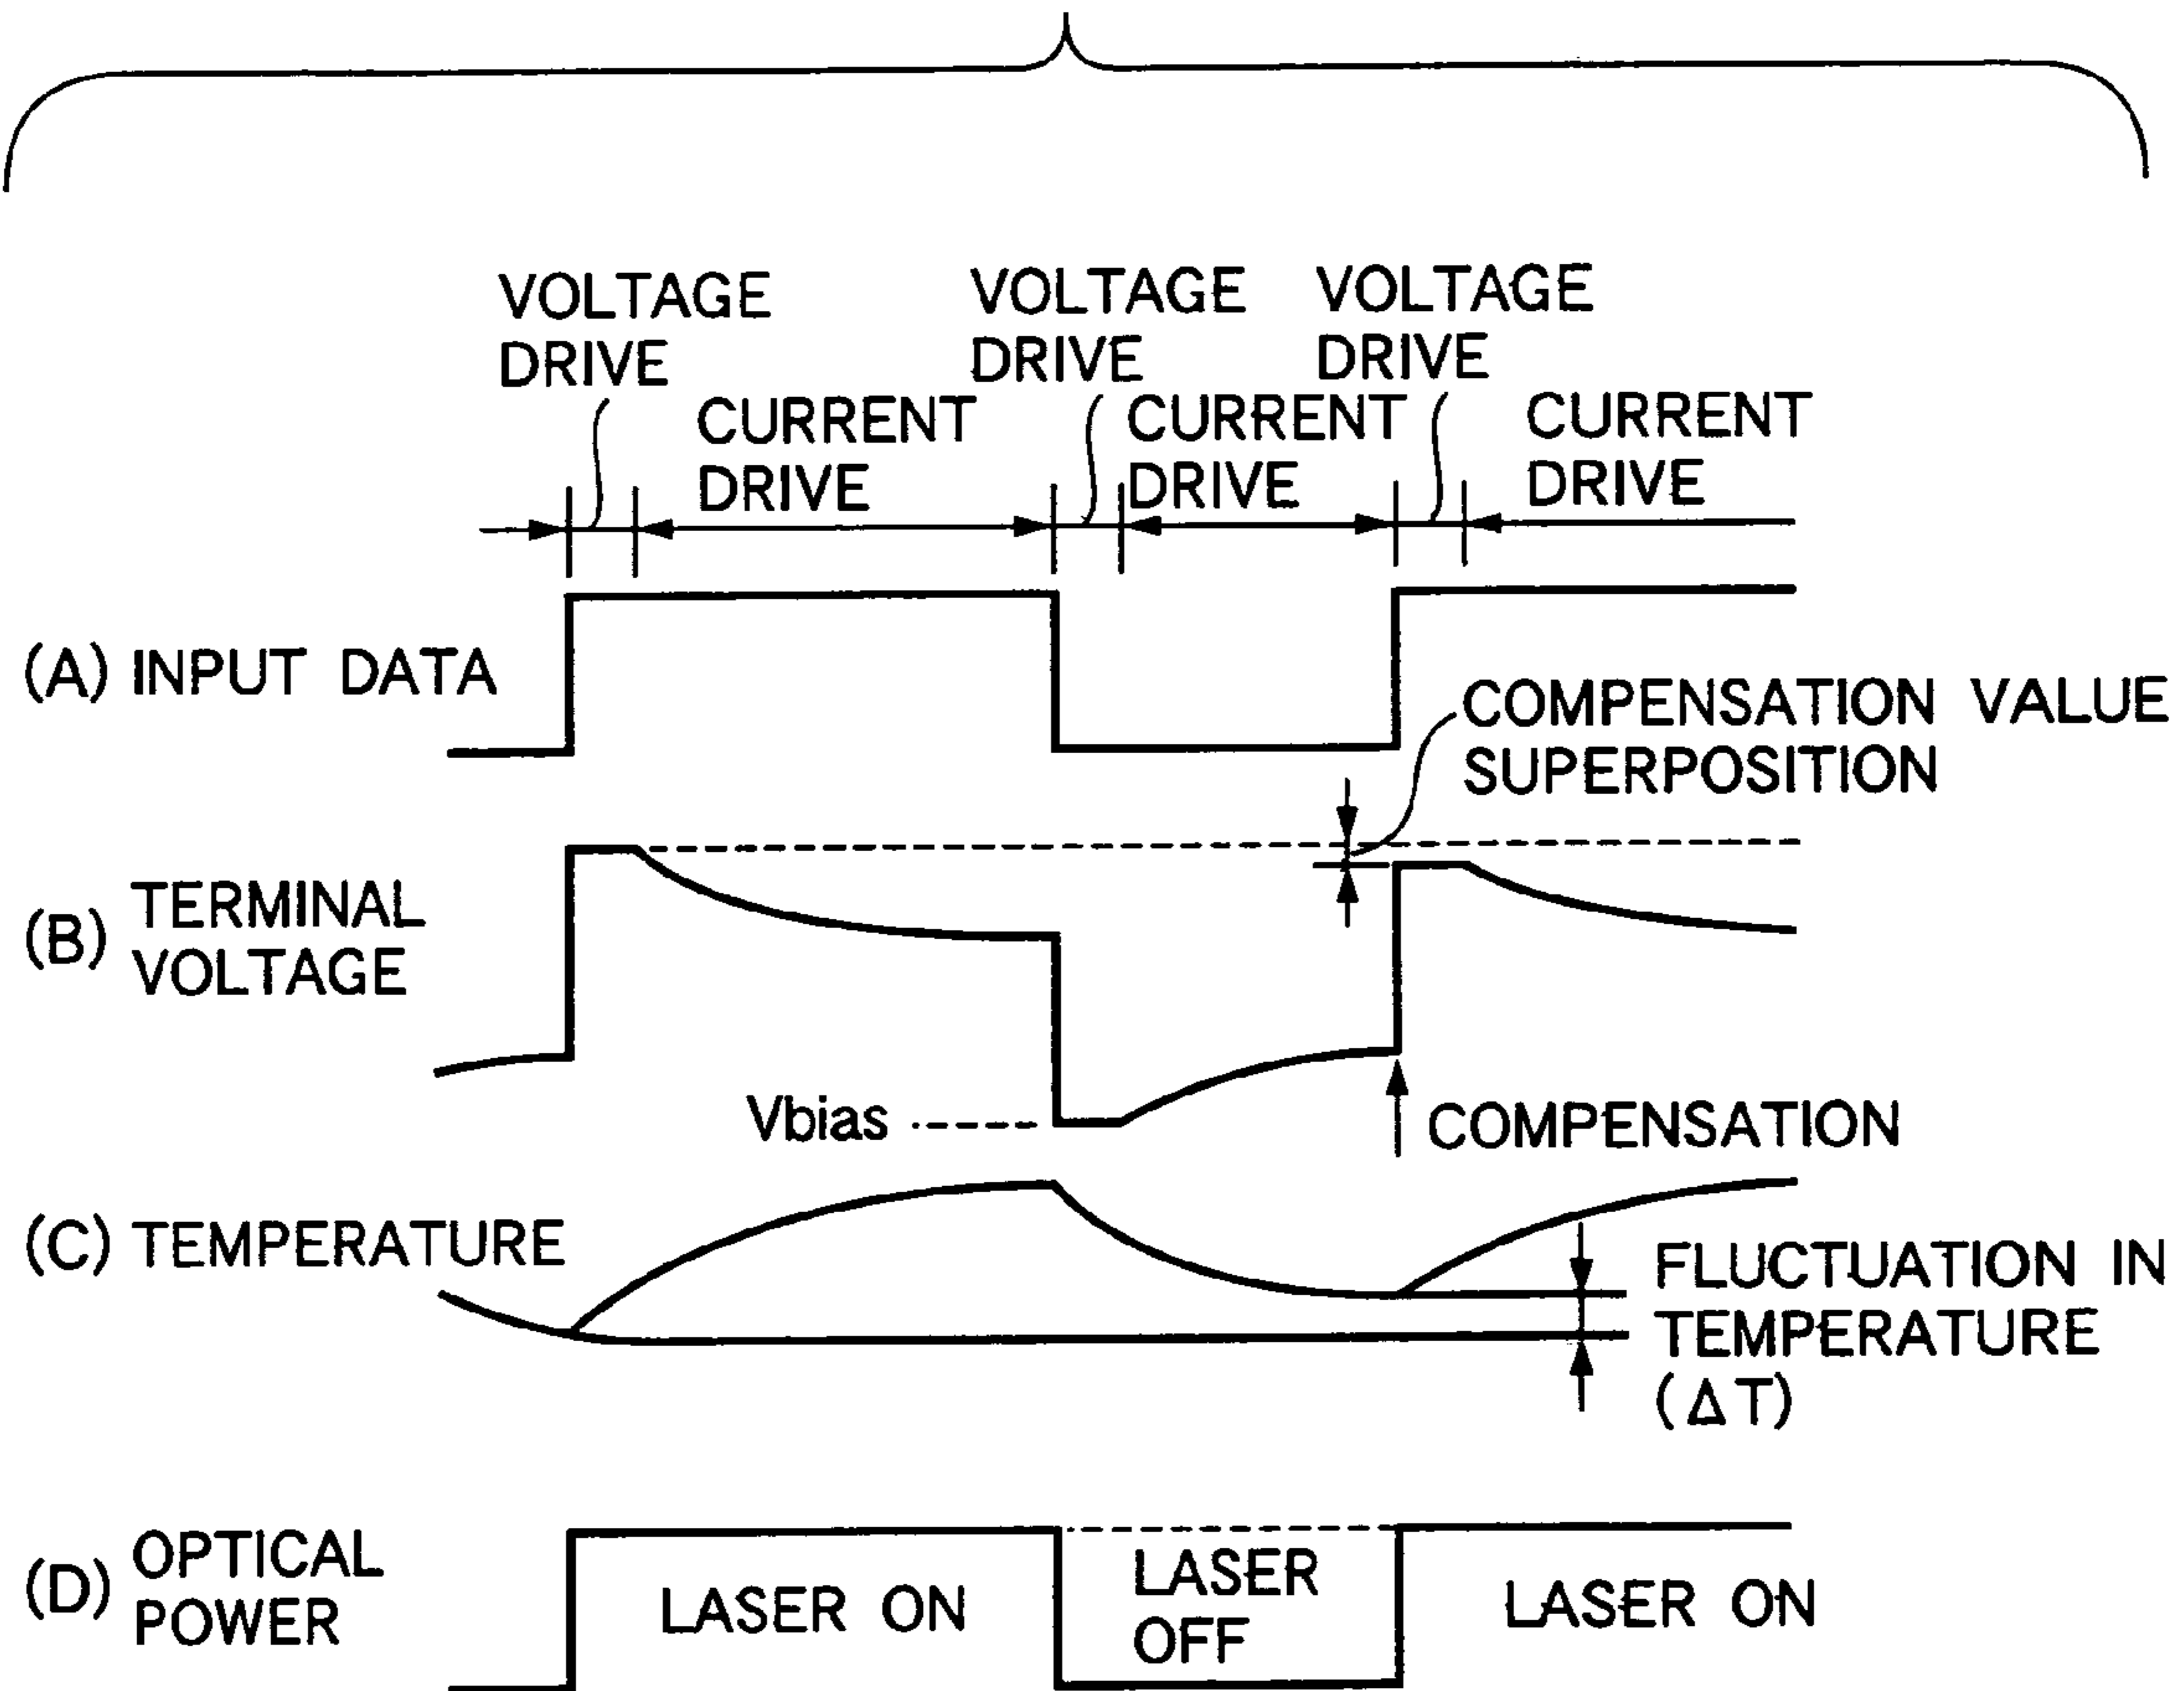 VOLTAGE
DRIVE
VOLTAGE
DRIVE
VOLTAGE
DRIVE
CURRENT
DRIVE
CURRENT
DRIVE
CURRENT
DRIVE
(A) INPUT DATA
COMPENSATION VALUE
SUPERPOSITION
(B) TERMINAL
VOLTAGE
Vbias
COMPENSATION
(C) TEMPERATURE
FLUCTUATION IN
TEMPERATURE
(ΔT)
(D) OPTICAL
POWER
LASER ON
LASER
OFF
LASER ON